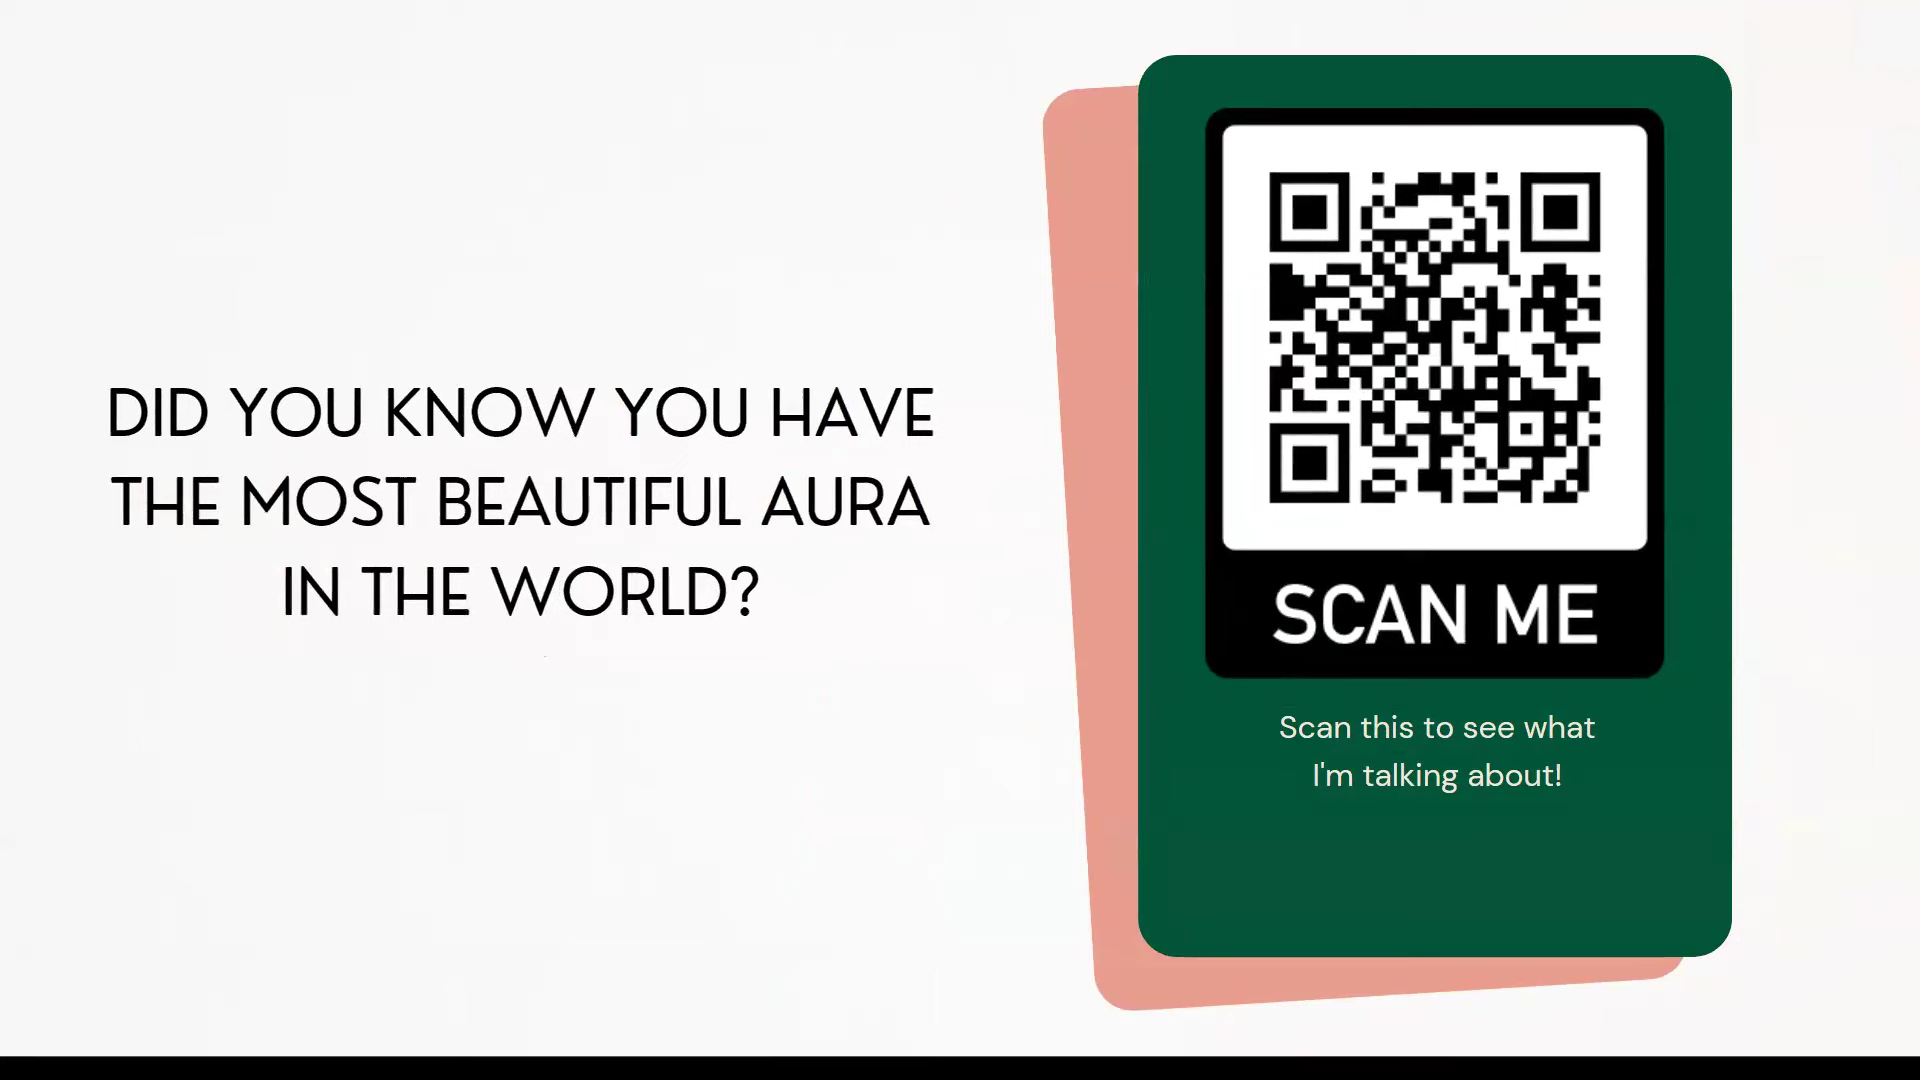 DID YOU KNOW YOU HAVE
THE MOST BEAUTIFUL AURA
IN THE WORLD?
SCAN ME
Scan this to see what
I'm talking about!